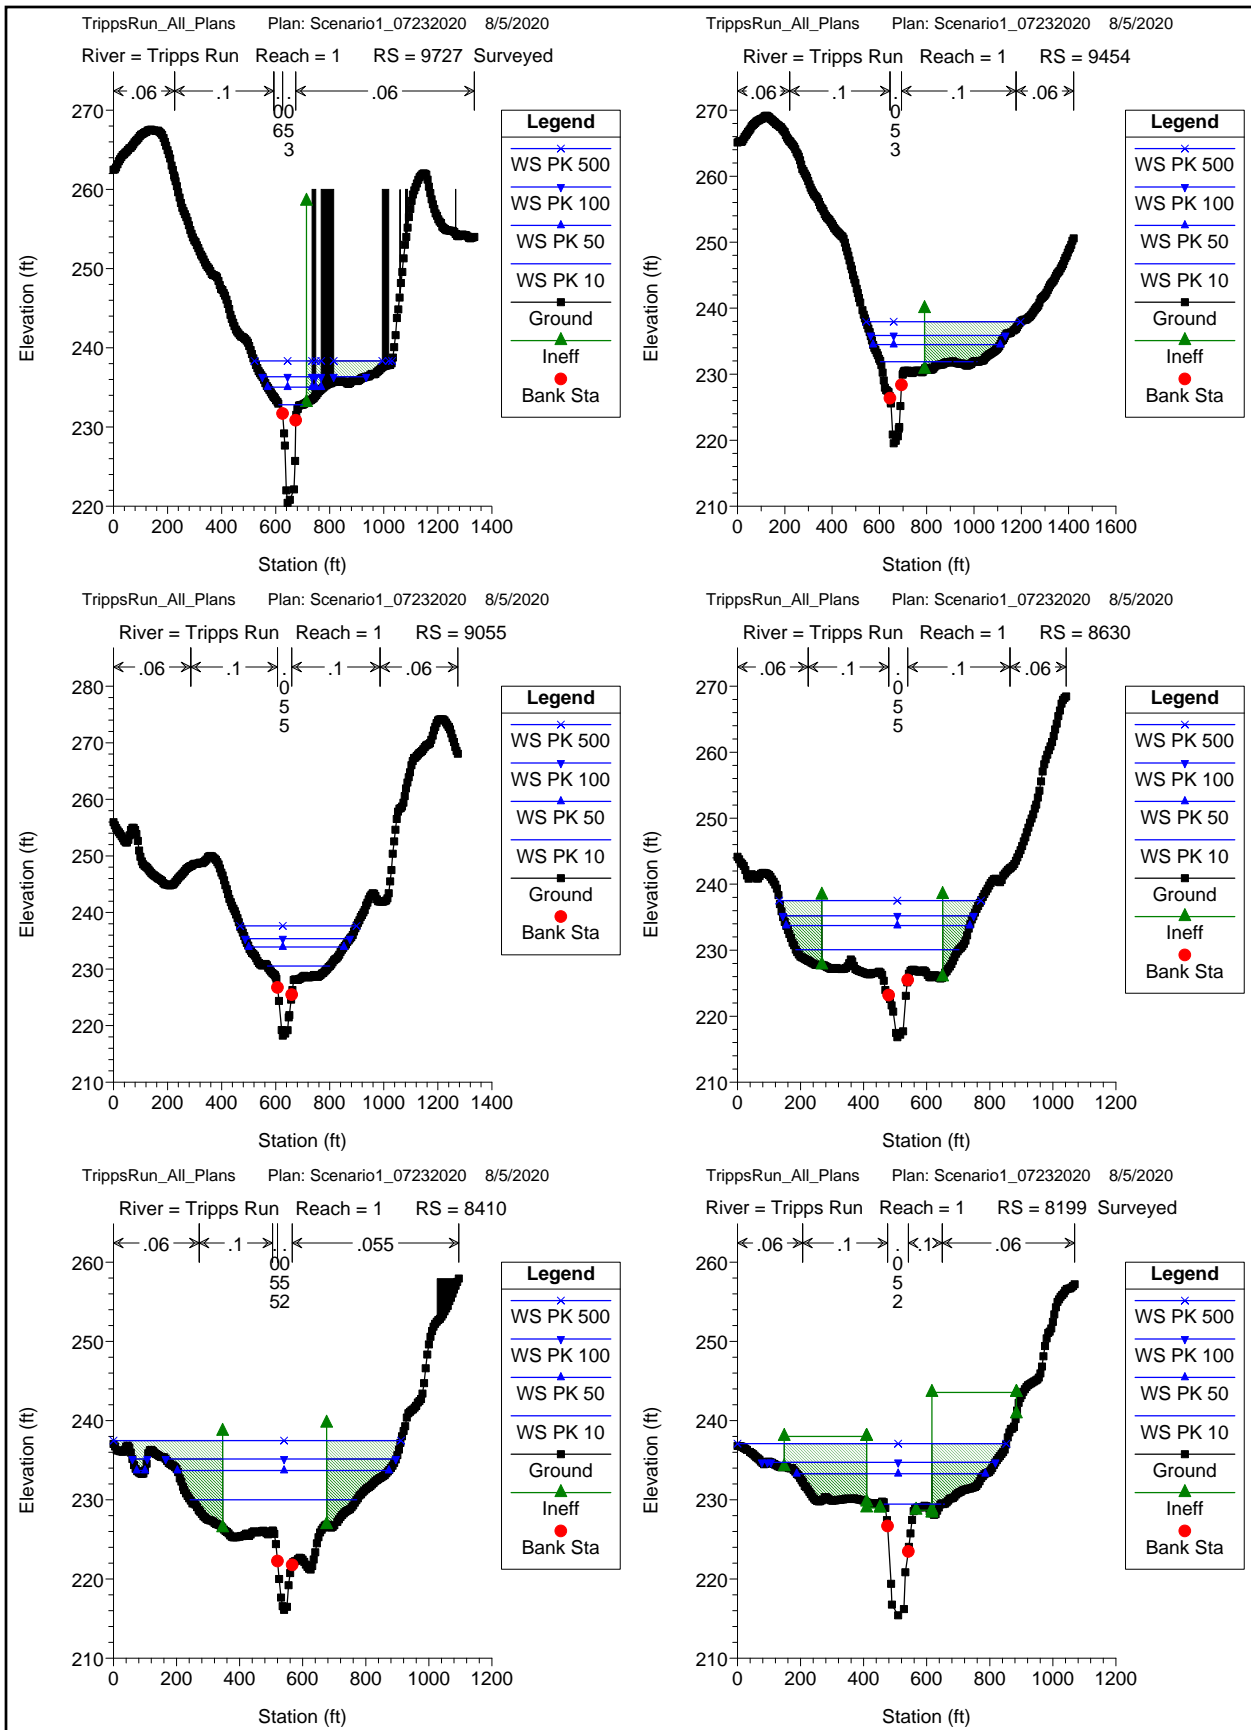 TrippsRun_All_Plans Plan: Scenario1_07232020 8/5/2020
River = Tripps Run Reach = 1 RS = 9727 Surveyed
.06 .1 . . .06
00
65
3
270
260
250
240
230
220
Elevation (ft)
0 200 400 600 800 1000 1200 1400
Station (ft)
Legend
WS PK 500
WS PK 100
WS PK 50
WS PK 10
Ground
Ineff
Bank Sta
TrippsRun_All_Plans Plan: Scenario1_07232020 8/5/2020
River = Tripps Run Reach = 1 RS = 9454
.06 .1 . .1 .06
0
5
3
270
260
250
240
230
220
210
Elevation (ft)
0 200 400 600 800 1000 1200 1400 1600
Station (ft)
Legend
WS PK 500
WS PK 100
WS PK 50
WS PK 10
Ground
Ineff
Bank Sta
TrippsRun_All_Plans Plan: Scenario1_07232020 8/5/2020
River = Tripps Run Reach = 1 RS = 9055
.06 .1 . .1 .06
0
5
5
280
270
260
250
240
230
220
210
Elevation (ft)
0 200 400 600 800 1000 1200 1400
Station (ft)
Legend
WS PK 500
WS PK 100
WS PK 50
WS PK 10
Ground
Bank Sta
TrippsRun_All_Plans Plan: Scenario1_07232020 8/5/2020
River = Tripps Run Reach = 1 RS = 8630
.06 .1 . .1 .06
0
5
5
270
260
250
240
230
220
210
Elevation (ft)
0 200 400 600 800 1000 1200
Station (ft)
Legend
WS PK 500
WS PK 100
WS PK 50
WS PK 10
Ground
Ineff
Bank Sta
TrippsRun_All_Plans Plan: Scenario1_07232020 8/5/2020
River = Tripps Run Reach = 1 RS = 8410
.06 .1 . . .055
00
55
52
260
250
240
230
220
210
Elevation (ft)
0 200 400 600 800 1000 1200
Station (ft)
Legend
WS PK 500
WS PK 100
WS PK 50
WS PK 10
Ground
Ineff
Bank Sta
TrippsRun_All_Plans Plan: Scenario1_07232020 8/5/2020
River = Tripps Run Reach = 1 RS = 8199 Surveyed
.06 .1 . .1 .06
0
5
2
260
250
240
230
220
210
Elevation (ft)
0 200 400 600 800 1000 1200
Station (ft)
Legend
WS PK 500
WS PK 100
WS PK 50
WS PK 10
Ground
Ineff
Bank Sta